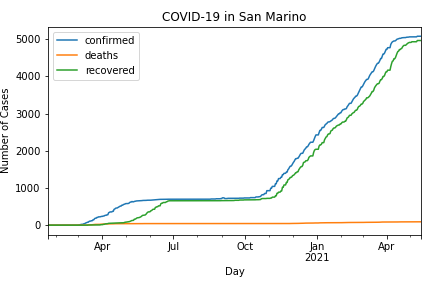 COVID-19 in San Marino
confirmed
deaths
recovered
Number of Cases
5000
4000
3000
2000
1000
0
Apr
Jul
Oct
Jan
2021
Apr
Day